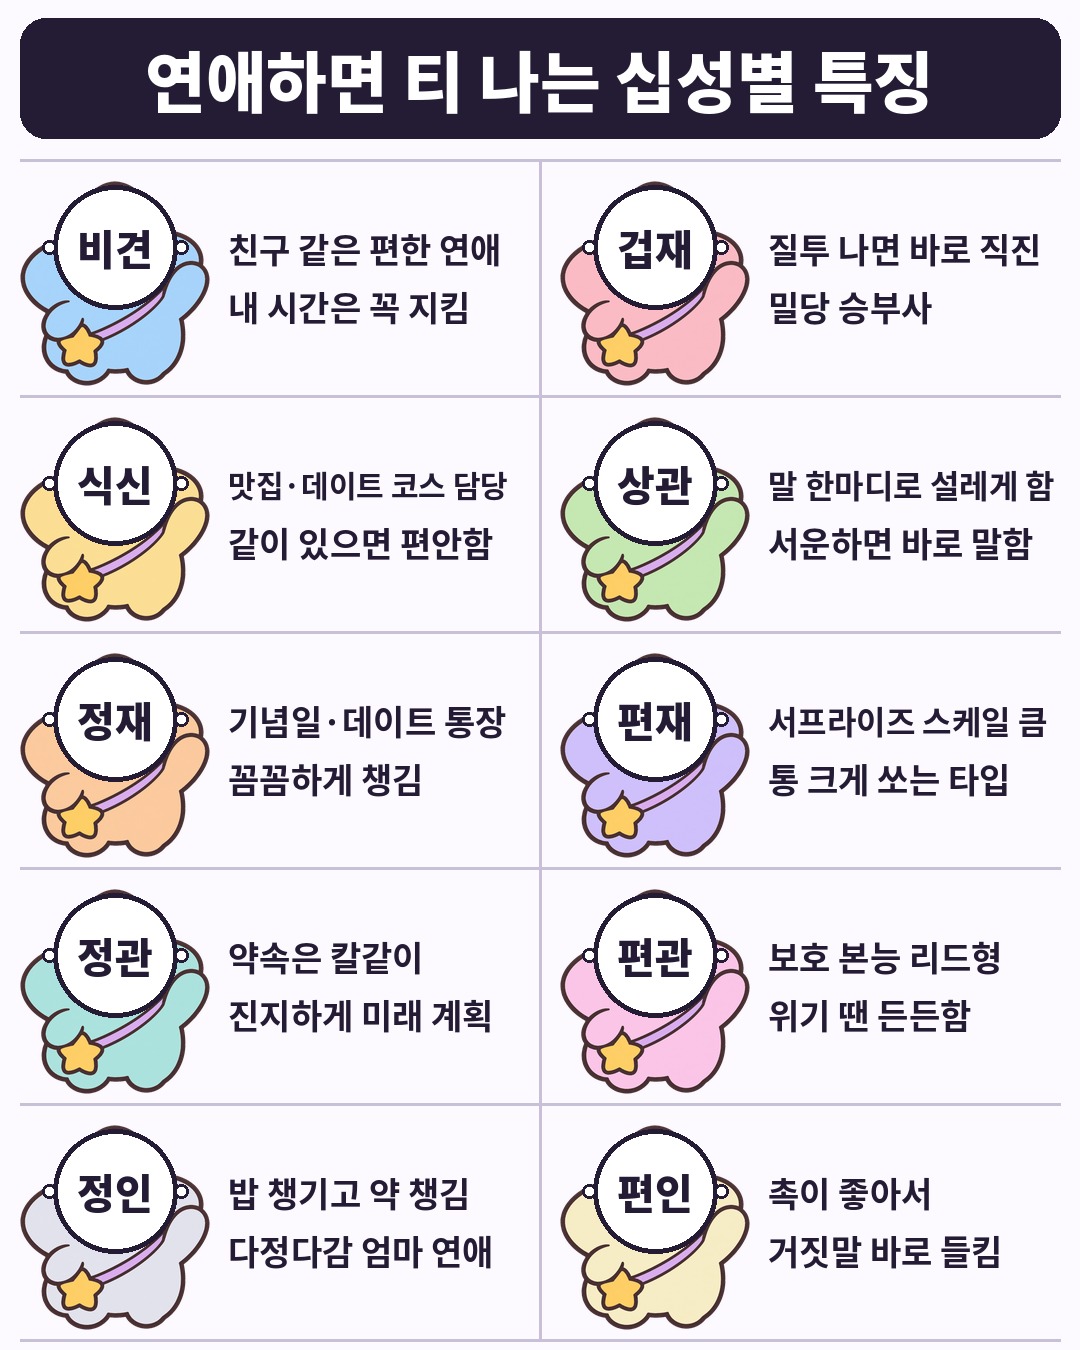 연애하면 티 나는 십성별 특징
비견
친구 같은 편한 연애
내 시간은 꼭 지킴
겁재
질투 나면 바로 직진
밀당 승부사
식신
맛집·데이트 코스 담당
같이 있으면 편안함
상관
말 한마디로 설레게 함
서운하면 바로 말함
정재
기념일·데이트 통장
꼼꼼하게 챙김
편재
서프라이즈 스케일 큼
통 크게 쏘는 타입
정관
약속은 칼같이
진지하게 미래 계획
편관
보호 본능 리드형
위기 땐 든든함
정인
밥 챙기고 약 챙김
다정다감 엄마 연애
편인
촉이 좋아서
거짓말 바로 들킴